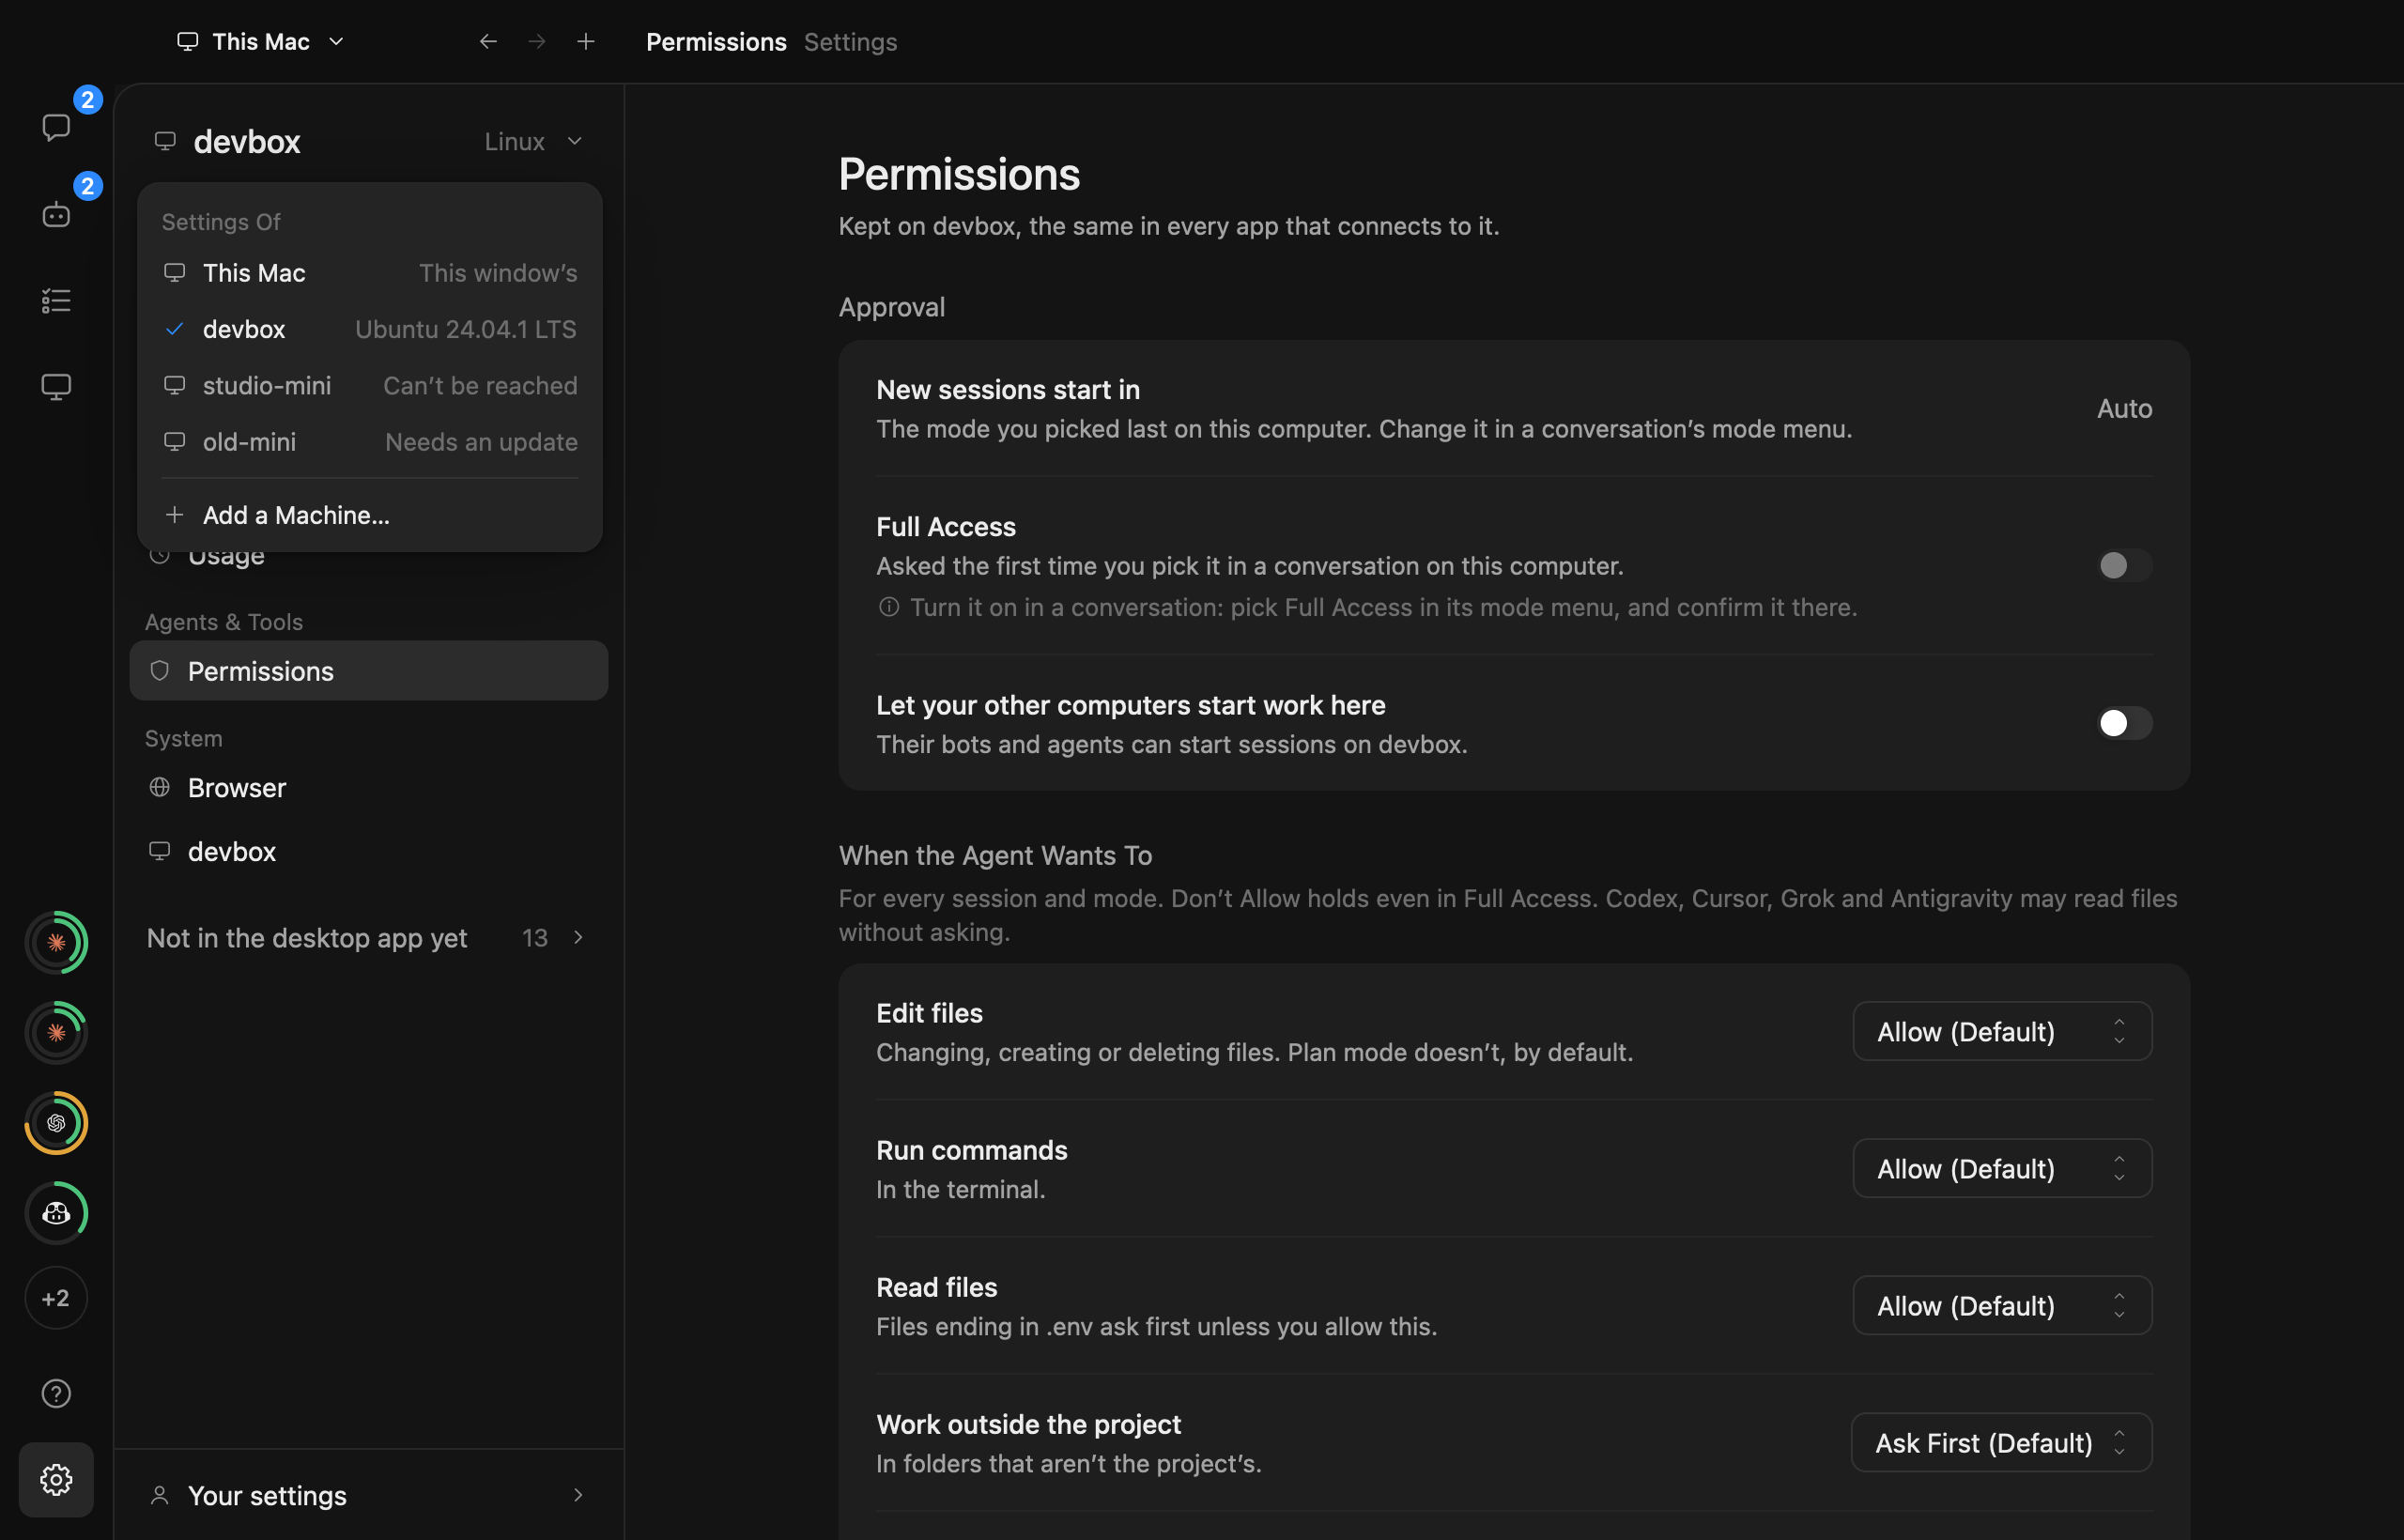 This Mac
Permissions Settings
2
2
devbox Linux
Settings Of
This Mac This window's
devbox Ubuntu 24.04.1 LTS
studio-mini Can't be reached
old-mini Needs an update
Add a Machine...
Usage
Agents & Tools
Permissions
System
Browser
devbox
Not in the desktop app yet 13
+2
Your settings
Permissions
Kept on devbox, the same in every app that connects to it.
Approval
New sessions start in
The mode you picked last on this computer. Change it in a conversation's mode menu.
Auto
Full Access
Asked the first time you pick it in a conversation on this computer.
Turn it on in a conversation: pick Full Access in its mode menu, and confirm it there.
Let your other computers start work here
Their bots and agents can start sessions on devbox.
When the Agent Wants To
For every session and mode. Don't Allow holds even in Full Access. Codex, Cursor, Grok and Antigravity may read files
without asking.
Edit files
Changing, creating or deleting files. Plan mode doesn't, by default.
Allow (Default)
Run commands
In the terminal.
Allow (Default)
Read files
Files ending in .env ask first unless you allow this.
Allow (Default)
Work outside the project
In folders that aren't the project's.
Ask First (Default)